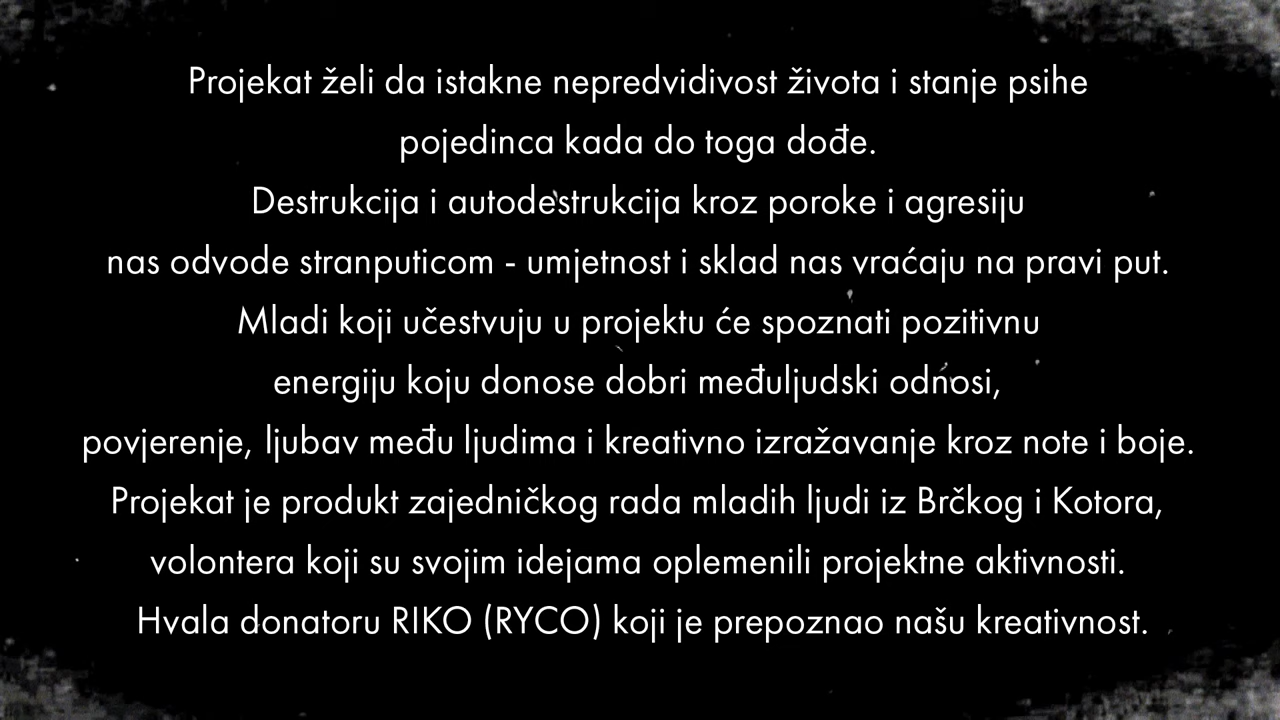 Projekat želi da istakne nepredvidivost života i stanje psihe
pojedinca kada do toga dođe.
Destrukcija i autodestrukcija kroz poroke i agresiju
nas odvode stranputicom - umjetnost i sklad nas vraćaju na pravi put.
Mladi koji učestvuju u projektu će spoznati pozitivnu
energiju koju donose dobri međuljudski odnosi,
povjerenje, ljubav među ljudima i kreativno izražavanje kroz note i boje.
Projekat je produkt zajedničkog rada mladih ljudi iz Brčkog i Kotora,
volontera koji su svojim idejama oplemenili projektne aktivnosti.
Hvala donatoru RIKO (RYCO) koji je prepoznao našu kreativnost.